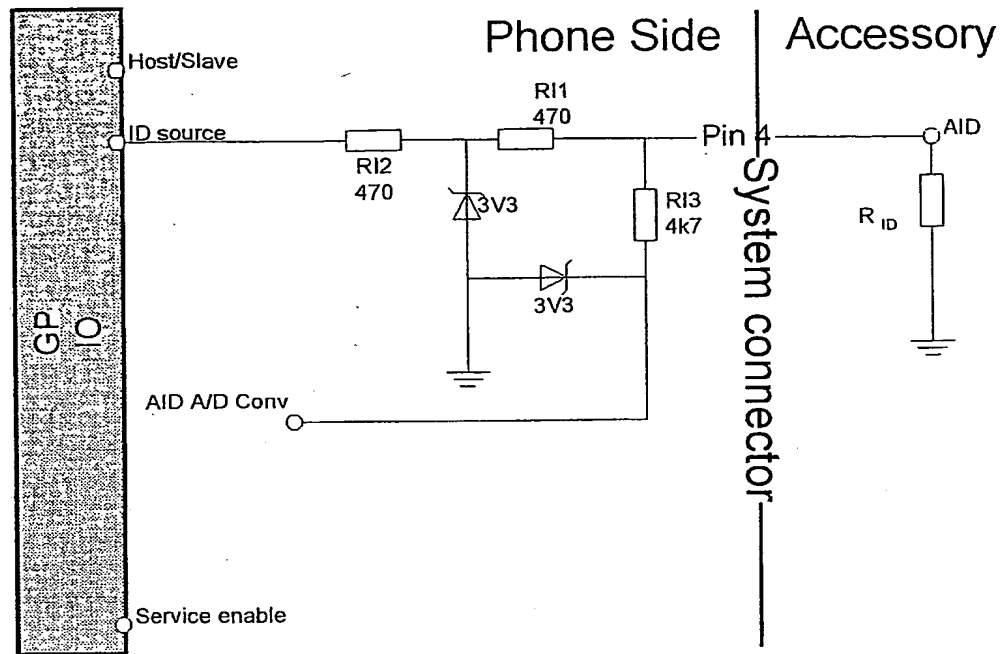 Phone Side
Accessory
Host/Slave
ID source
RI1
470
Pin 4
AID
RI2
470
3V3
RI3
4k7
R ID
3V3
System connector
GP
IO
AID A/D Conv
Service enable